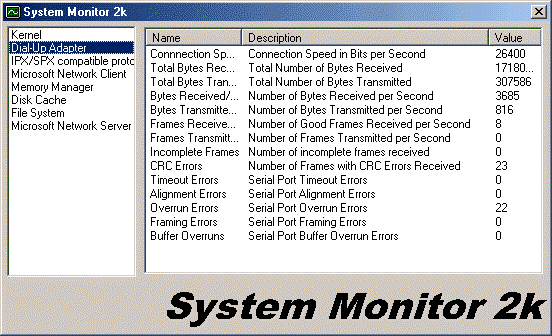 System Monitor 2k
Kernel
Dial-Up Adapter
IPX/SPX compatible proto
Microsoft Network Client
Memory Manager
Disk Cache
File System
Microsoft Network Server
Name Description Value
Connnection Sp... Connection Speed in Bits per Second 26400
Total Bytes Rec... Total Number of Bytes Received 17180...
Total Bytes Tran... Total Number of Bytes Transmitted 307586
Bytes Received/... Number of Bytes Received per Second 3685
Bytes Transmitte... Number of Bytes Transmitted per Second 816
Frames Receive... Number of Good Frames Received per Second 8
Frames Transmitt... Number of Frames Transmitted per Second 0
Incomplete Frames Number of incomplete frames received 0
CRC Errors Number of Frames with CRC Errors Received 23
Timeout Errors Serial Port Timeout Errors 0
Alignment Errors Serial Port Alignment Errors 0
Overrun Errors Serial Port Overrun Errors 22
Framing Errors Serial Port Framing Errors 0
Buffer Overruns Serial Port Buffer Overrun Errors 0
System Monitor 2k